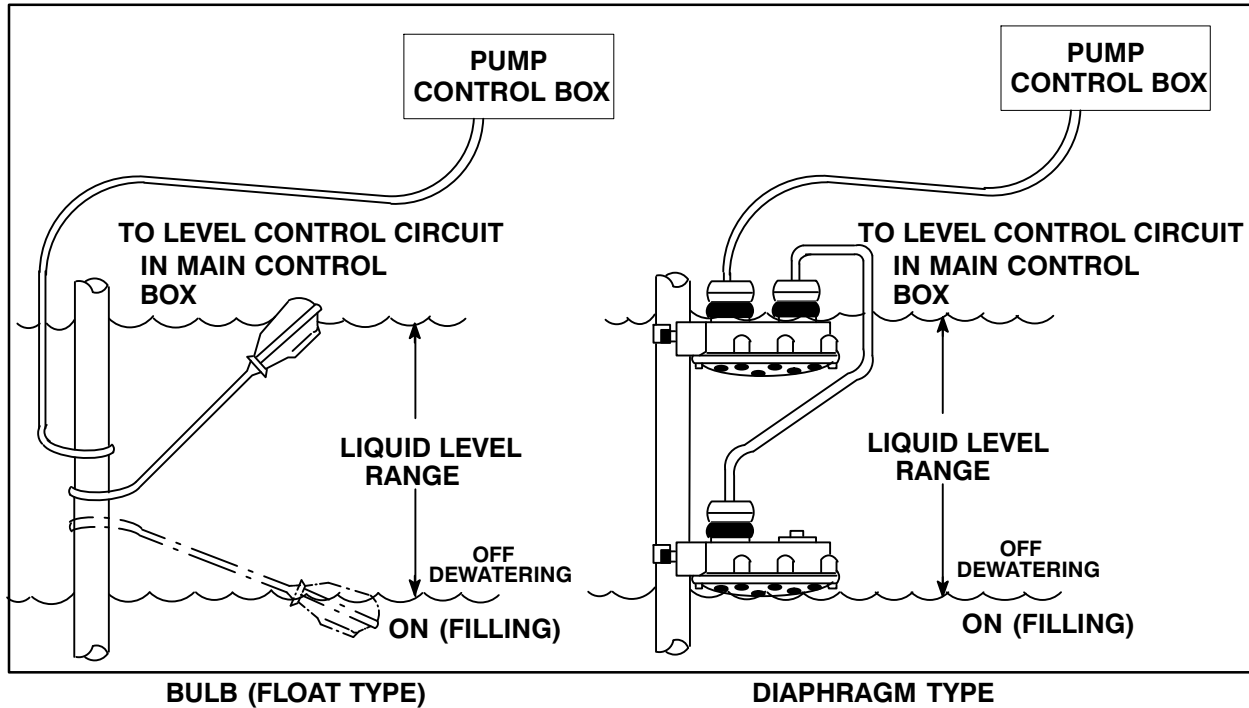 PUMP
CONTROL BOX
TO LEVEL CONTROL CIRCUIT
IN MAIN CONTROL
BOX
LIQUID LEVEL
RANGE
OFF
DEWATERING
ON (FILLING)
BULB (FLOAT TYPE)
PUMP
CONTROL BOX
TO LEVEL CONTROL CIRCUIT
IN MAIN CONTROL
BOX
LIQUID LEVEL
RANGE
OFF
DEWATERING
ON (FILLING)
DIAPHRAGM TYPE